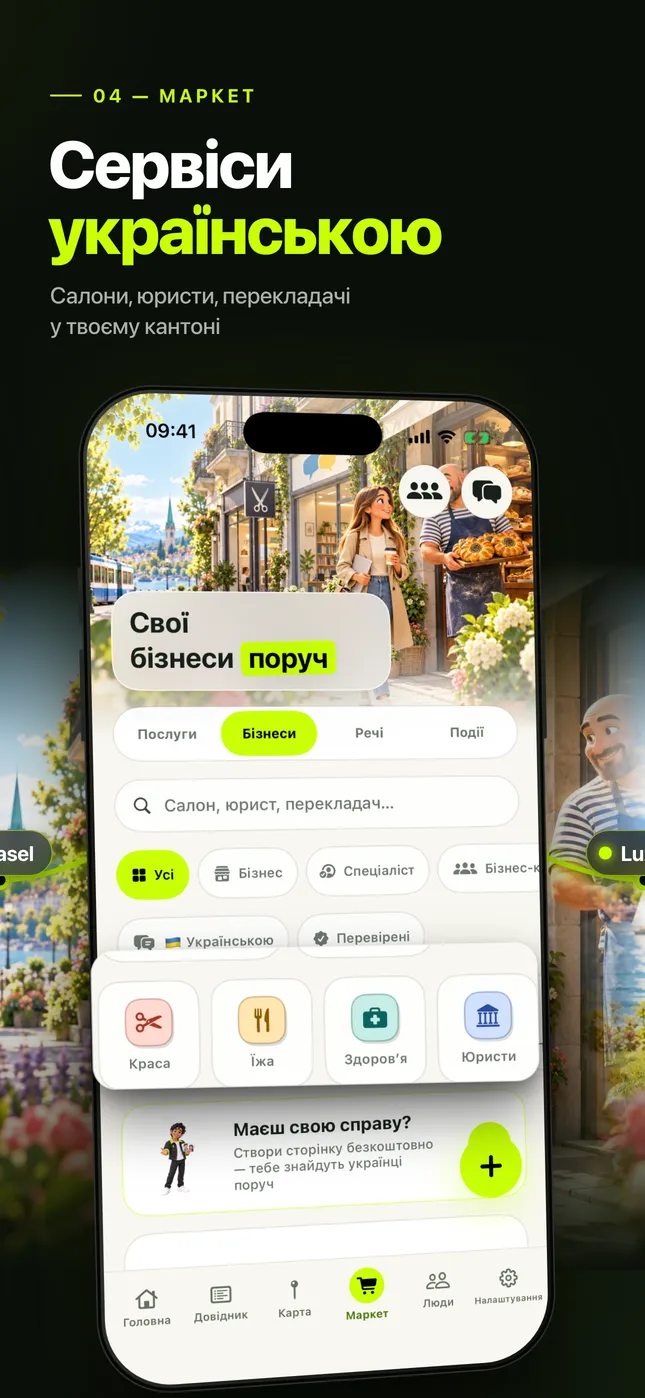 04 — МАРКЕТ
Сервіси
українською
Салони, юристи, перекладачі
у твоєму кантоні
09:41
Свої
бізнеси поруч
Послуги
Бізнеси
Речі
Події
Салон, юрист, перекладач...
Усі
Бізнес
Спеціаліст
Бізнес-к
asel
Lu
Українською
Перевірені
Краса
Їжа
Здоров'я
Юристи
Маєш свою справу?
Створи сторінку безкоштовно
— тебе знайдуть українці
поруч
Головна
Довідник
Карта
Маркет
Люди
Налаштування